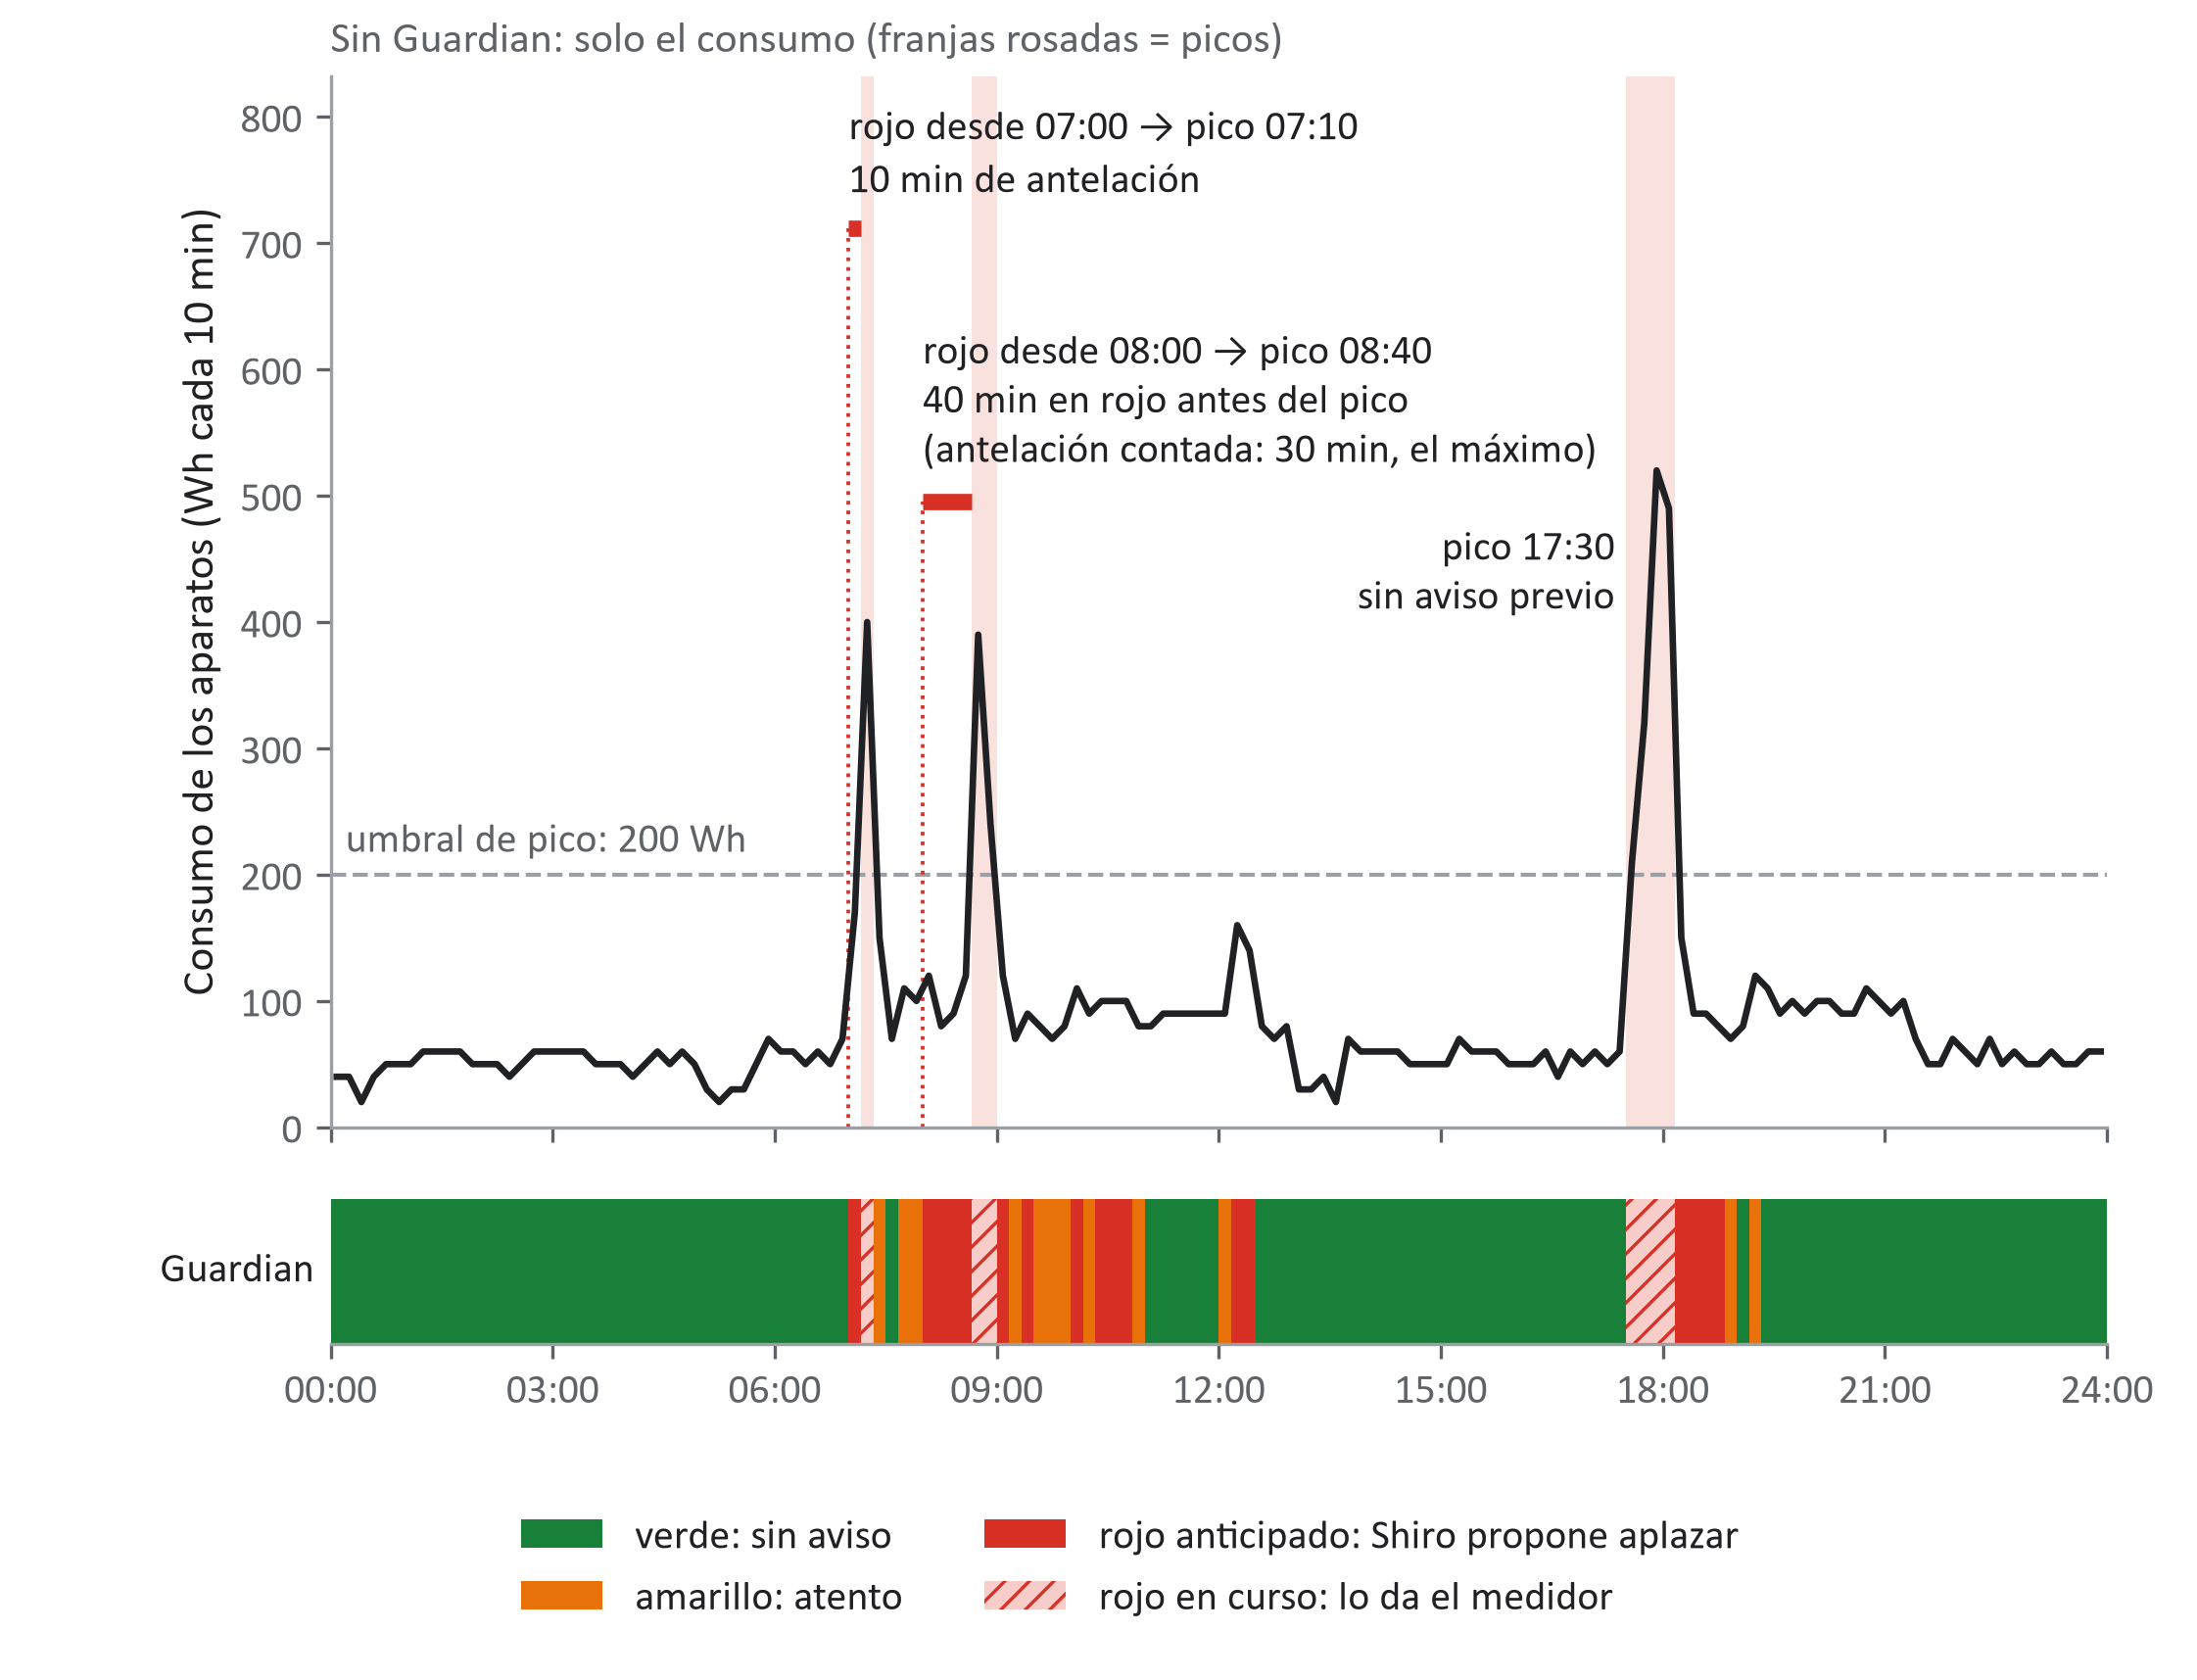 Sin Guardian: solo el consumo (franjas rosadas = picos)
Consumo de los aparatos (Wh cada 10 min)
800
700
600
500
400
300
200
100
0
rojo desde 07:00 → pico 07:10
10 min de antelación
rojo desde 08:00 → pico 08:40
40 min en rojo antes del pico
(antelación contada: 30 min, el máximo)
pico 17:30
sin aviso previo
umbral de pico: 200 Wh
Guardian
00:00 03:00 06:00 09:00 12:00 15:00 18:00 21:00 24:00
verde: sin aviso
amarillo: atento
rojo anticipado: Shiro propone aplazar
rojo en curso: lo da el medidor